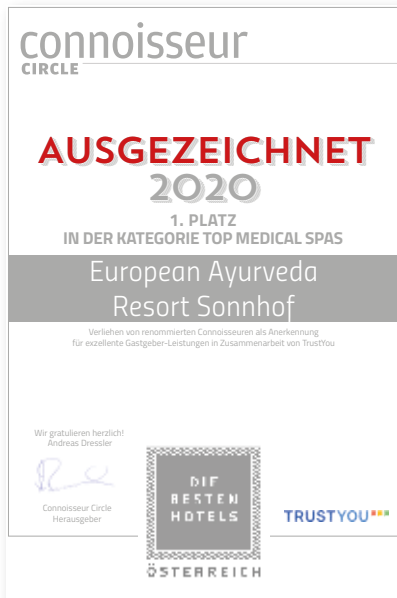 connoisseur
CIRCLE
AUSGEZEICHNET
2020
1. PLATZ
IN DER KATEGORIE TOP MEDICAL SPAS
European Ayurveda
Resort Sonnhof
Verliehen von renommierten Connoisseuren als Anerkennung
für exzellente Gastgeber-Leistungen in Zusammenarbeit von TrustYou
Wir gratulieren herzlich!
Andreas Dressler
Connoisseur Circle
Herausgeber
DIE
BESTEN
HOTELS
ÖSTERREICH
TRUSTYOU